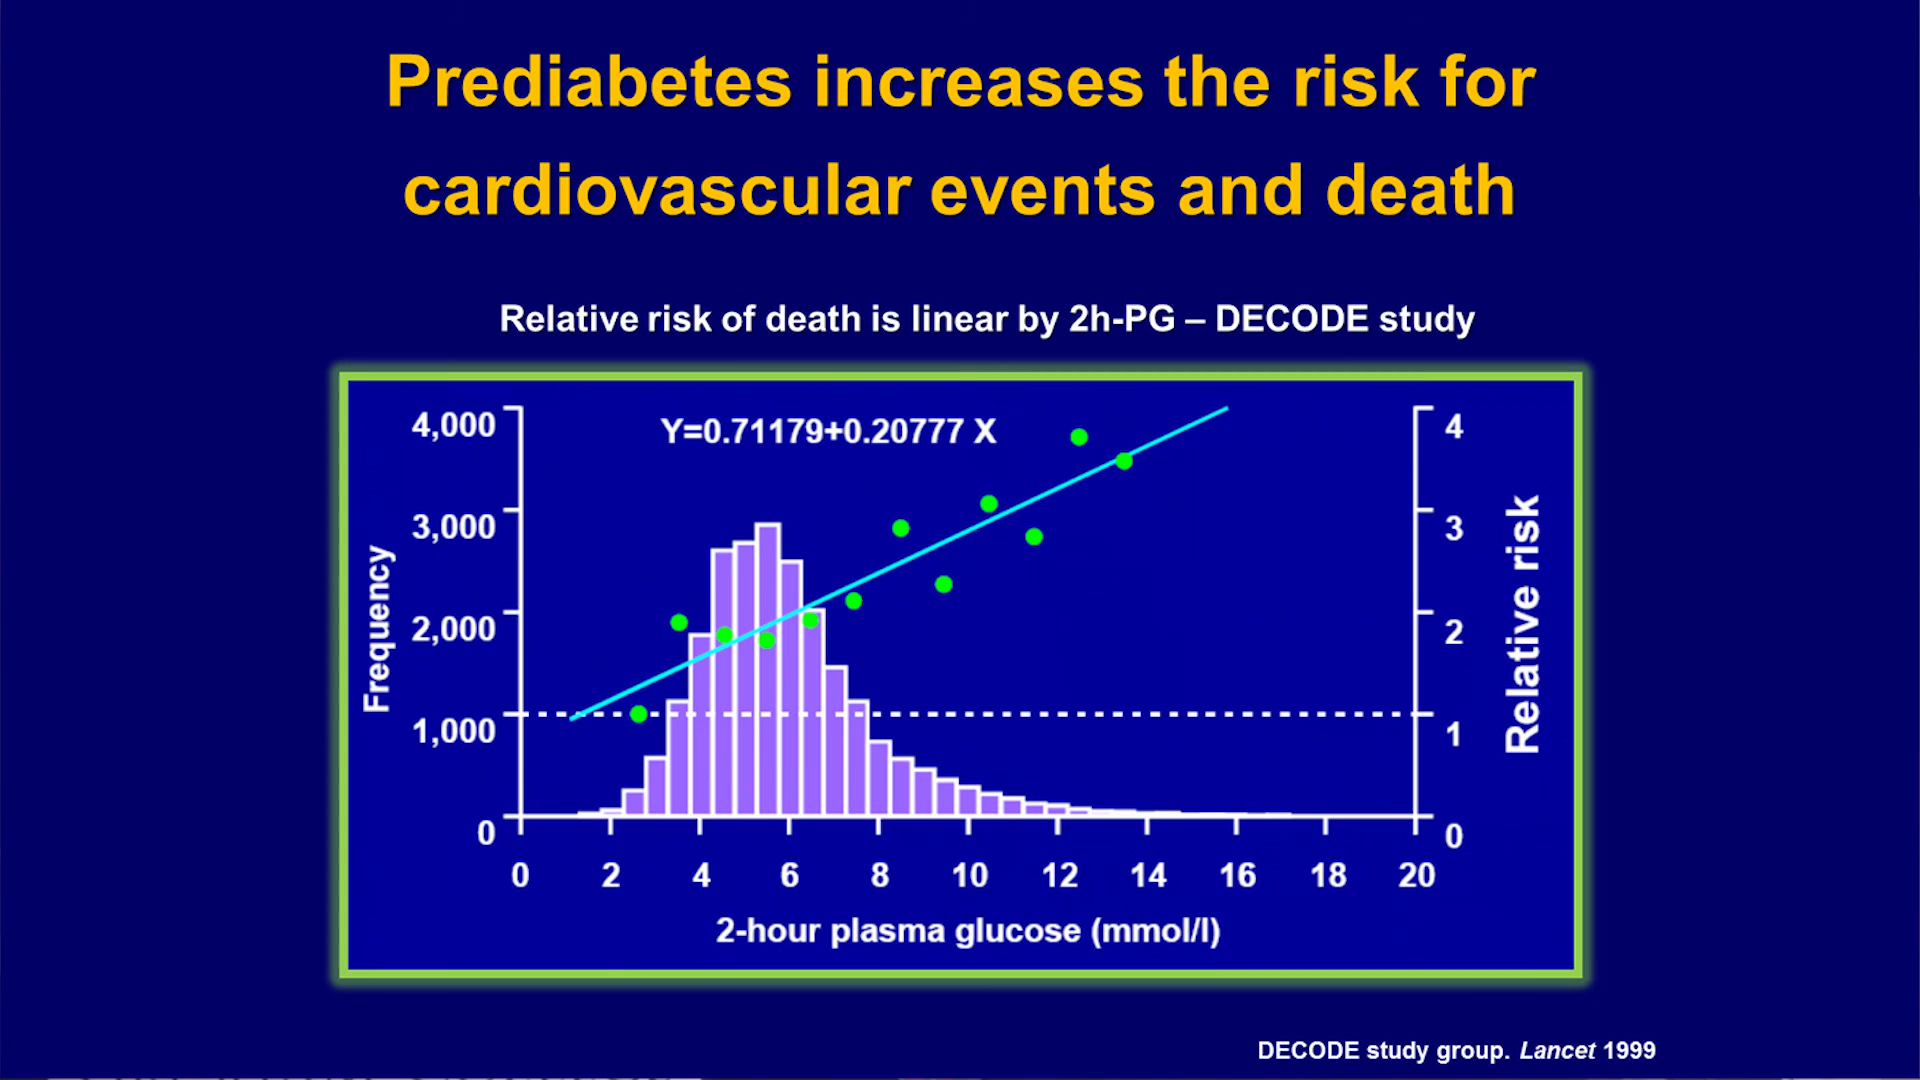 Prediabetes increases the risk for
cardiovascular events and death
Relative risk of death is linear by 2h-PG – DECODE study
Y=0.71179+0.20777 X
Frequency
4,000
3,000
2,000
1,000
0
4
3
2
1
0
Relative risk
0 2 4 6 8 10 12 14 16 18 20
2-hour plasma glucose (mmol/l)
DECODE study group. Lancet 1999